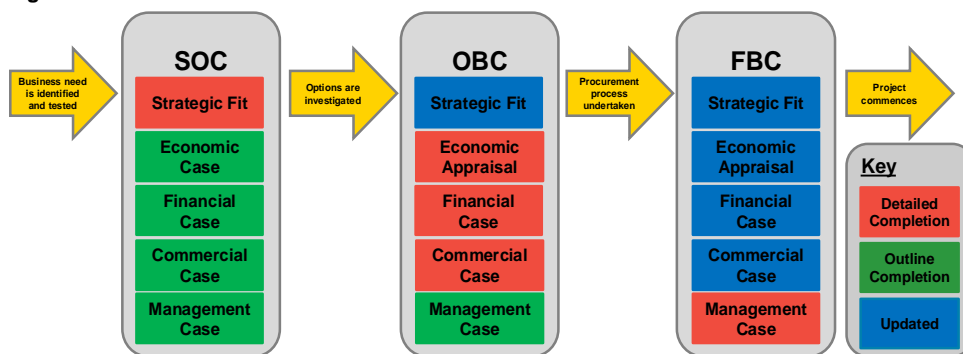 Business need
is identified
and tested
SOC
Strategic Fit
Economic
Case
Financial
Case
Commercial
Case
Management
Case
Options are
investigated
OBC
Strategic Fit
Economic
Appraisal
Financial
Case
Commercial
Case
Management
Case
Procurement
process
undertaken
FBC
Strategic Fit
Economic
Appraisal
Financial
Case
Commercial
Case
Management
Case
Project
commences
Key
Detailed
Completion
Outline
Completion
Updated